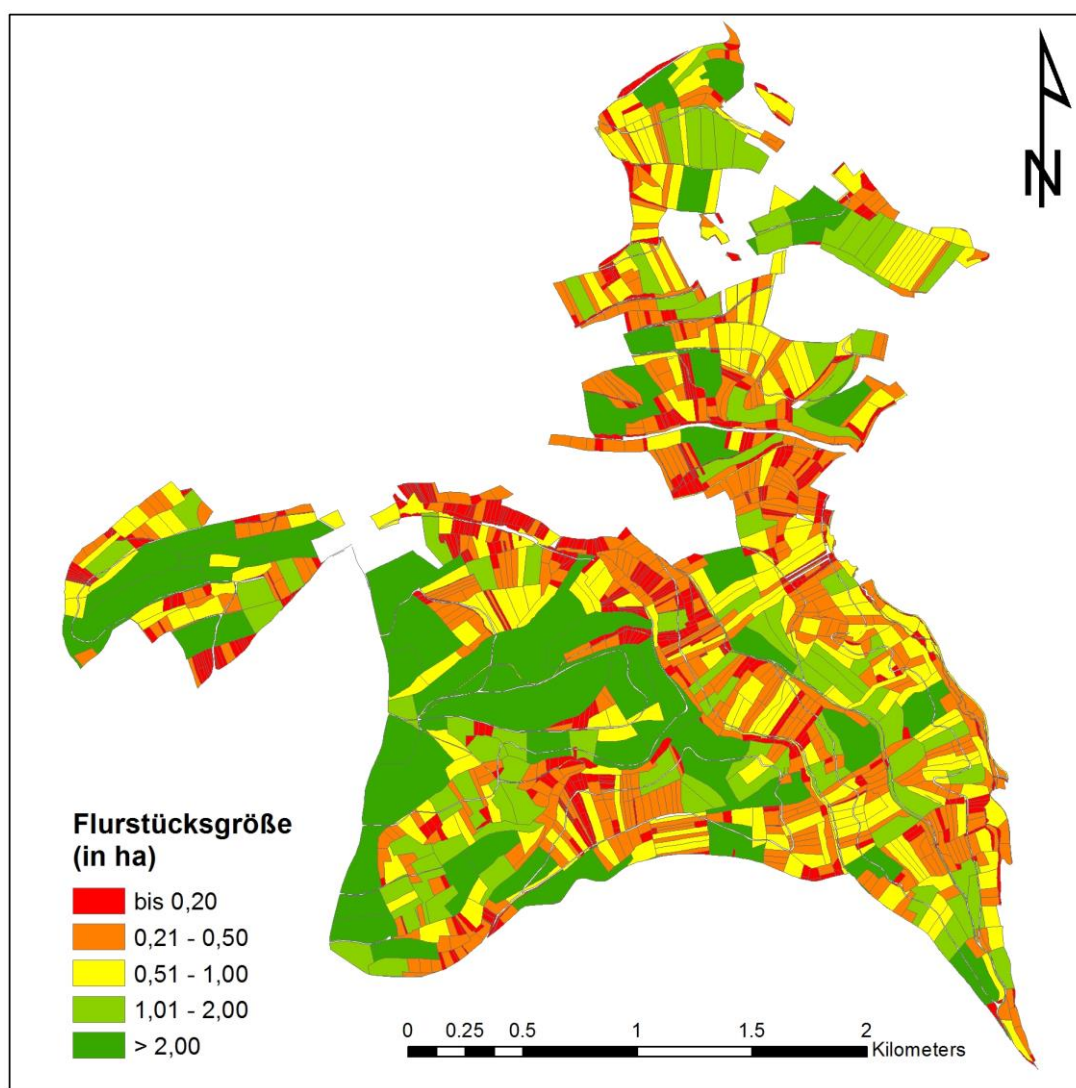 N
Flurstücksgröße
(in ha)
bis 0,20
0,21 - 0,50
0,51 - 1,00
1,01 - 2,00
> 2,00
0 0.25 0.5 1 1.5 2
Kilometers